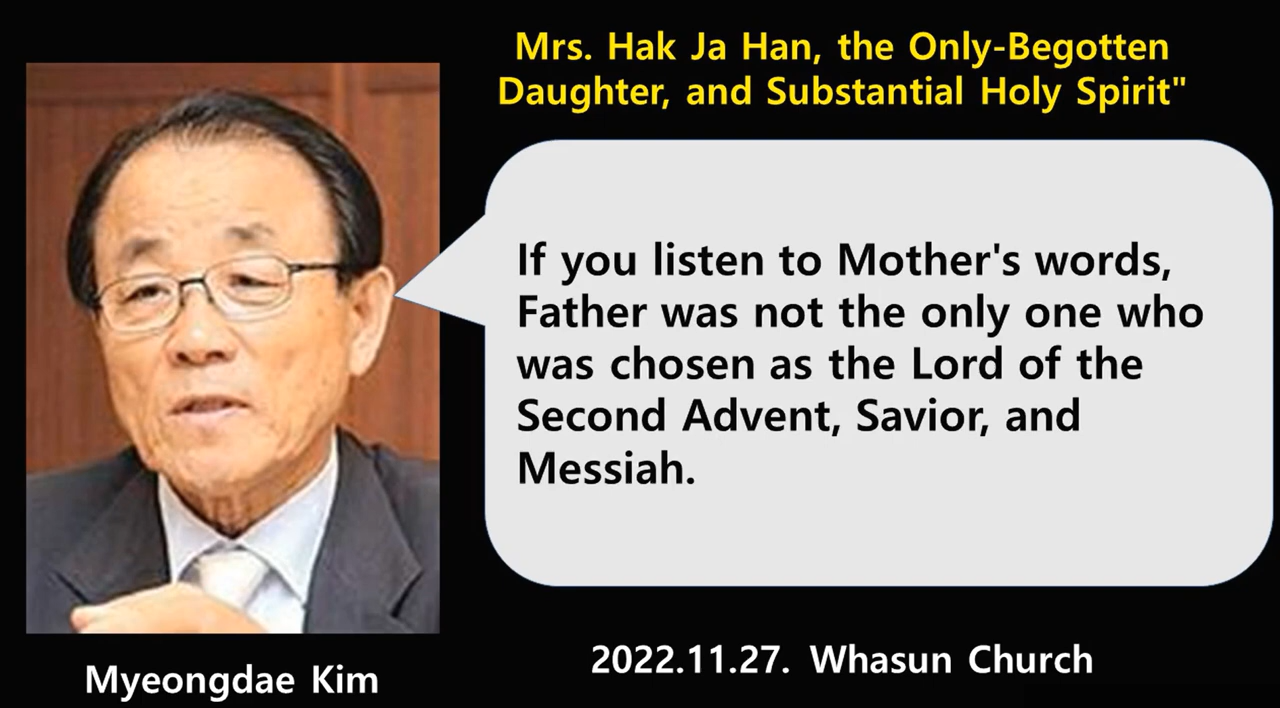 Mrs. Hak Ja Han, the Only-Begotten
Daughter, and Substantial Holy Spirit"
If you listen to Mother's words,
Father was not the only one who
was chosen as the Lord of the
Second Advent, Savior, and
Messiah.
Myeongdae Kim
2022.11.27. Whasun Church